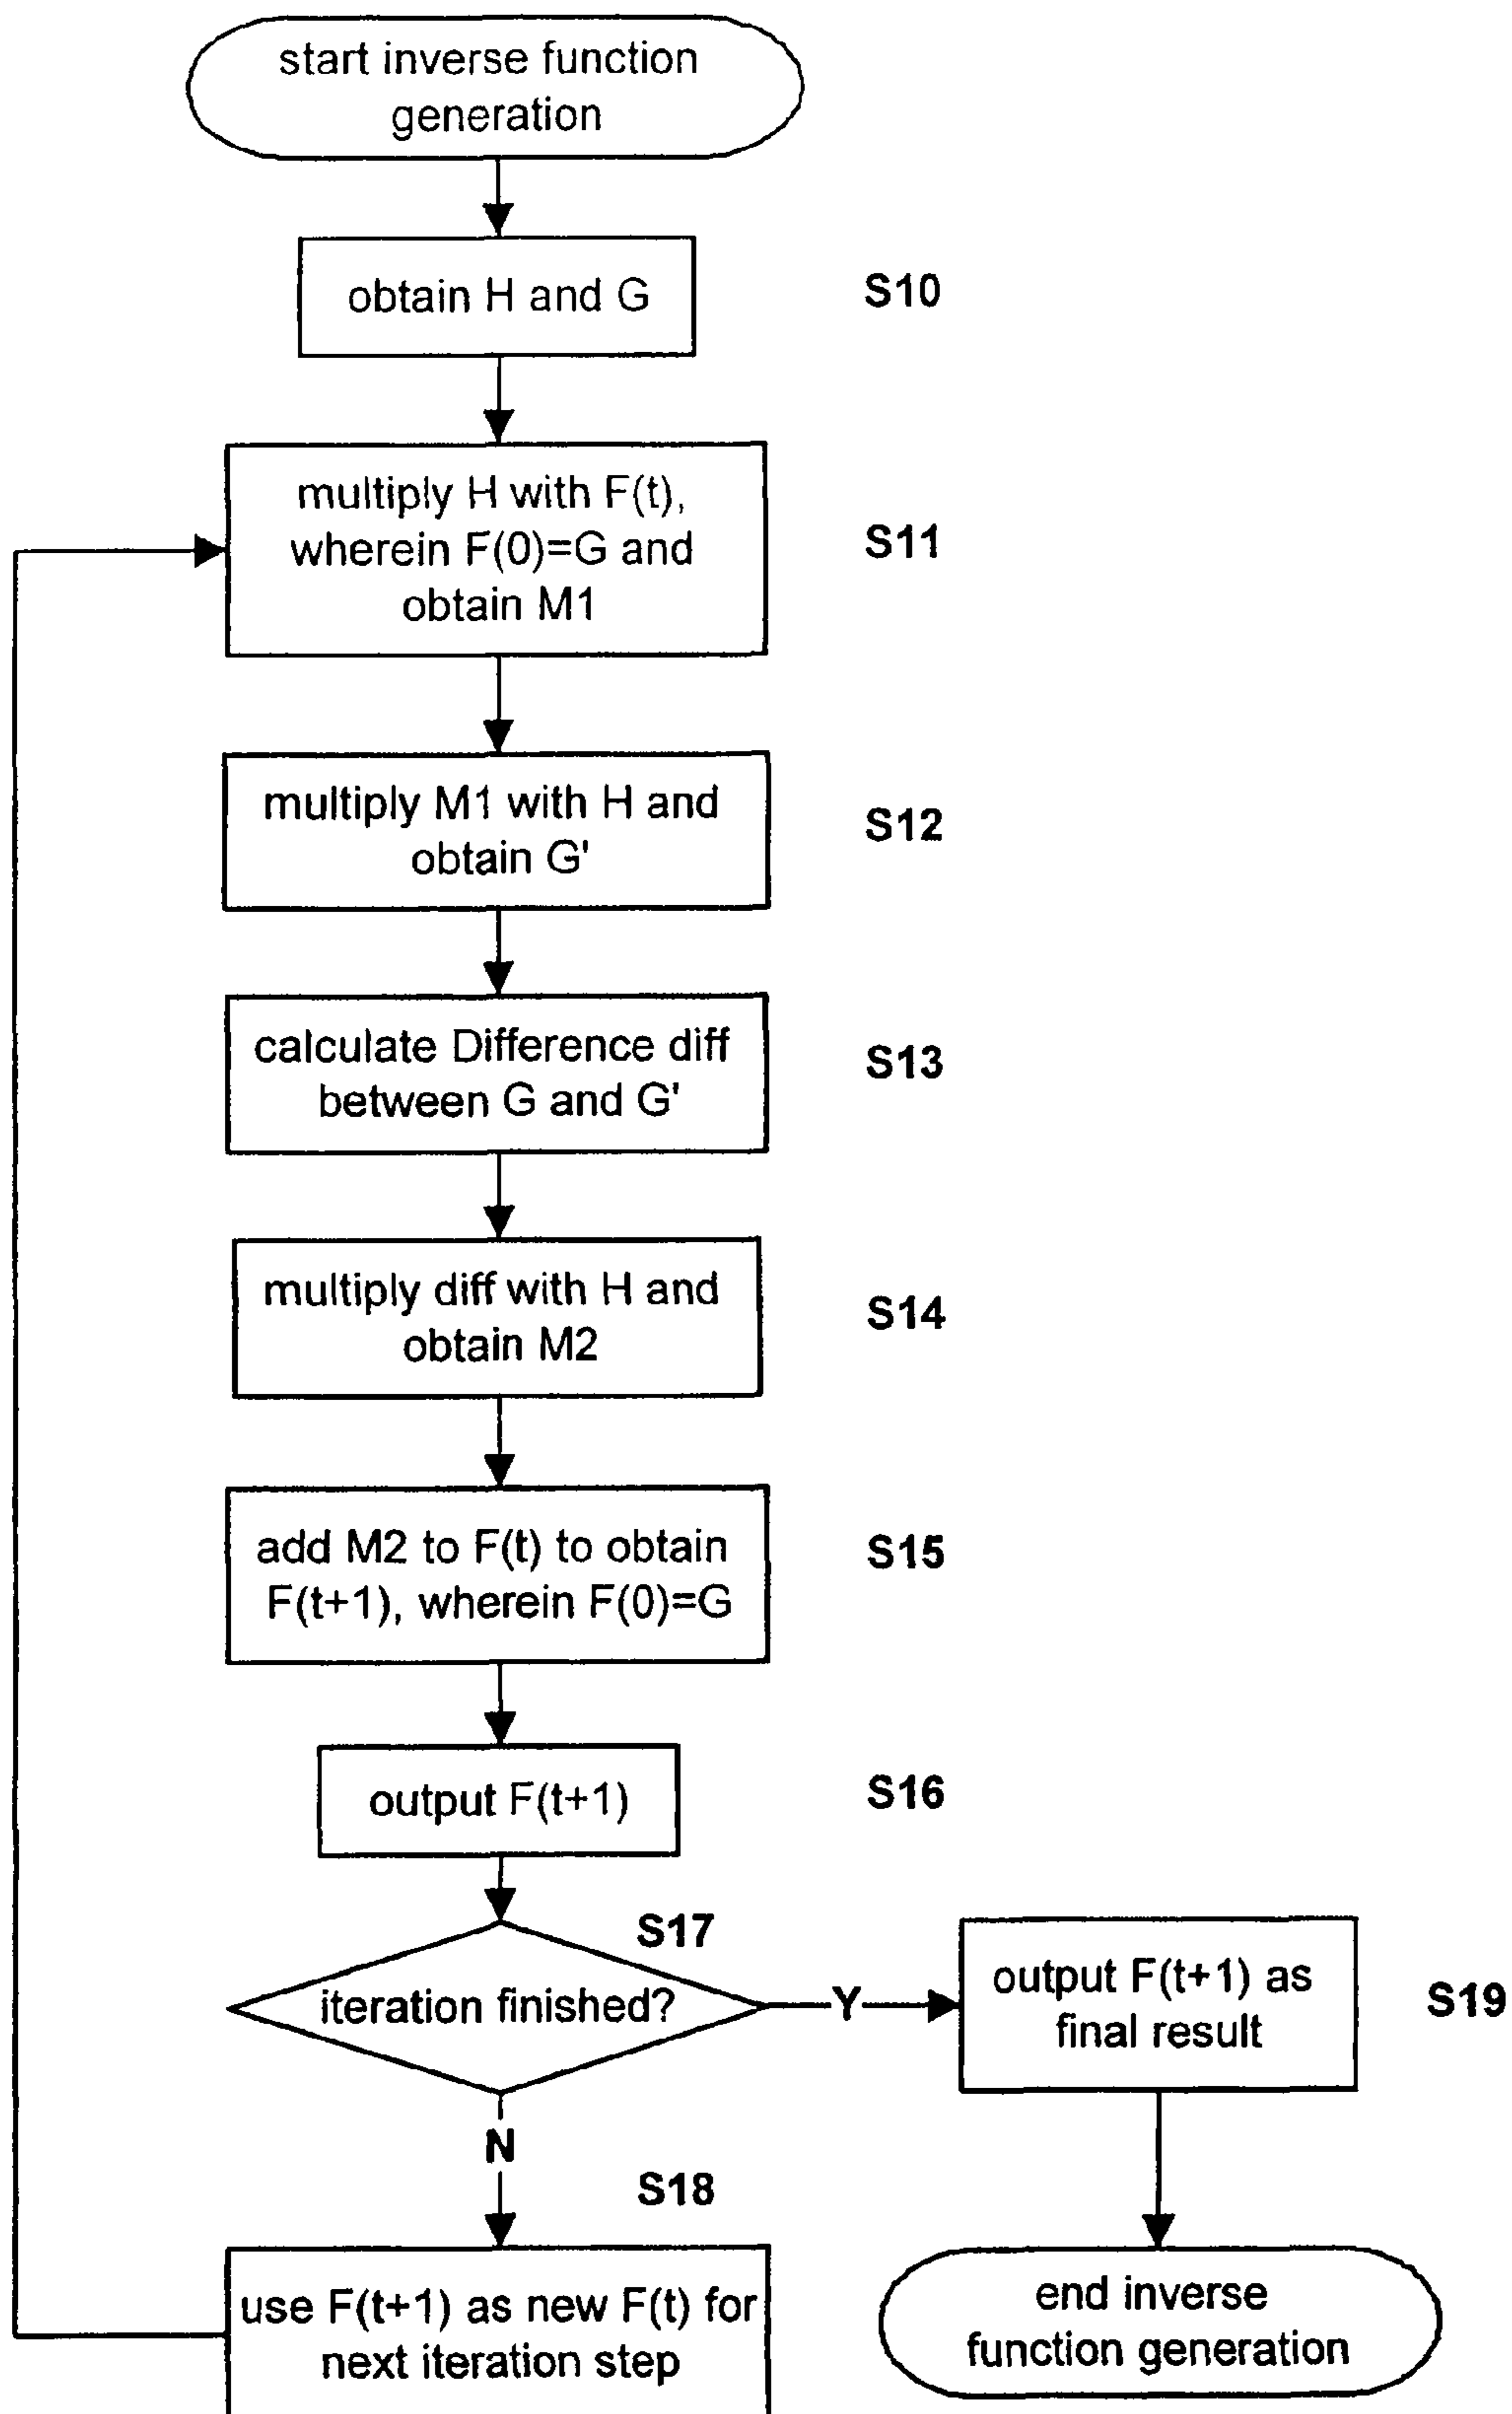 start inverse function
generation
obtain H and G
S10
multiply H with F(t),
wherein F(0)=G and
obtain M1
S11
multiply M1 with H and
obtain G'
S12
calculate Difference diff
between G and G'
S13
multiply diff with H and
obtain M2
S14
add M2 to F(t) to obtain
F(t+1), wherein F(0)=G
S15
output F(t+1)
S16
S17
iteration finished?
Y
output F(t+1) as
final result
S19
N
S18
use F(t+1) as new F(t) for
next iteration step
end inverse
function generation